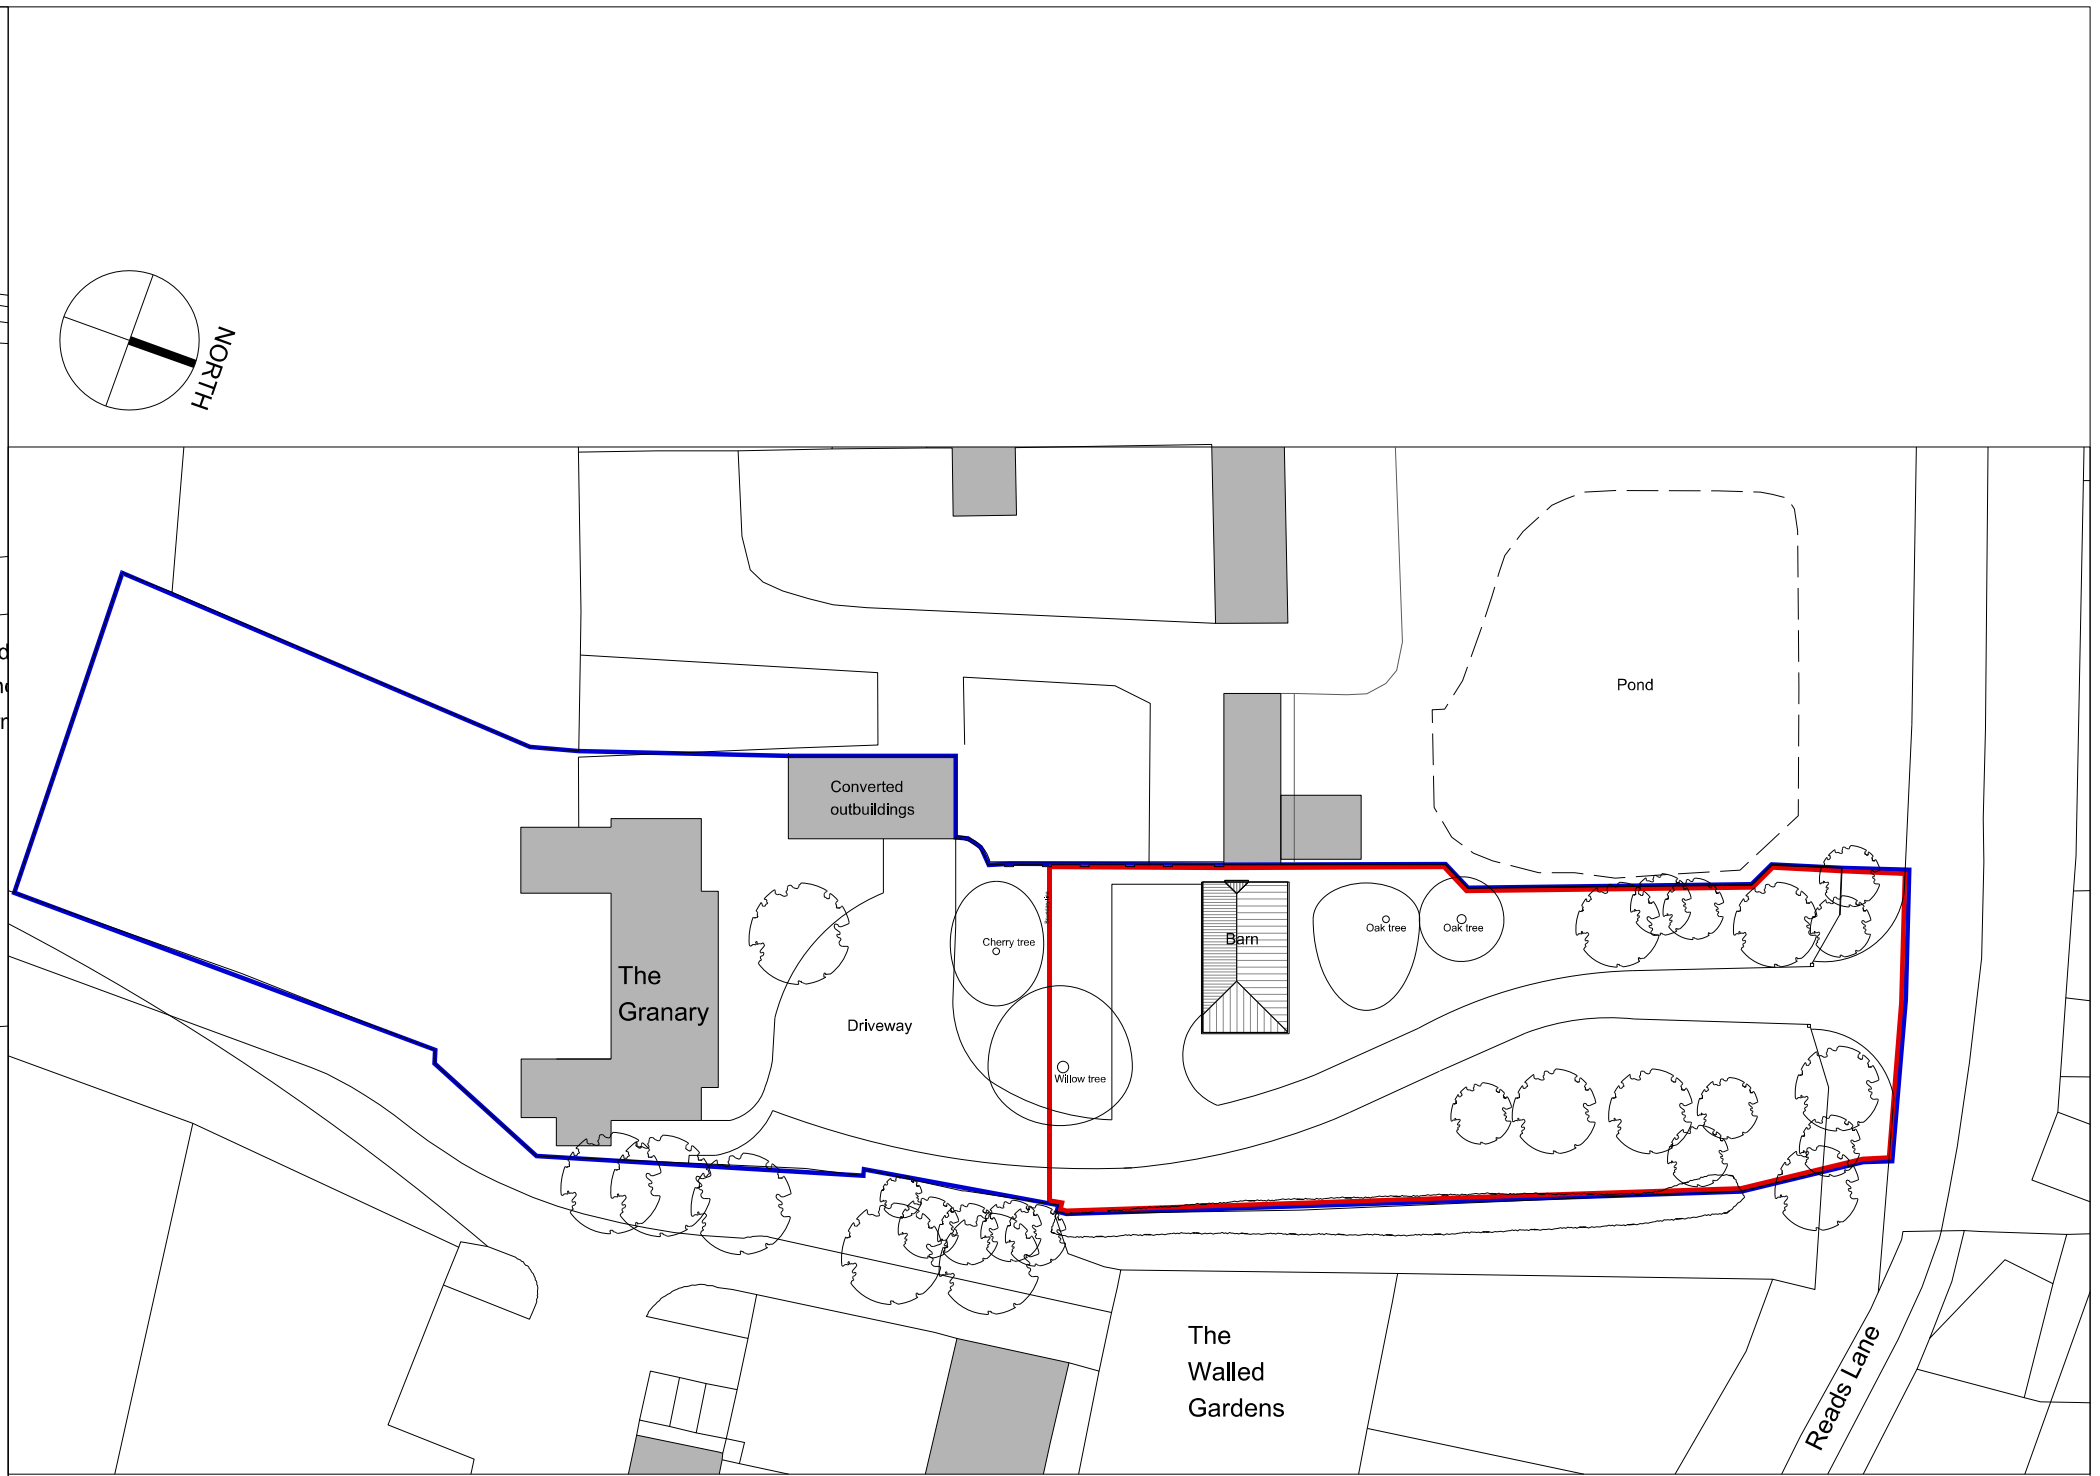 NORTH
Pond
Converted
outbuildings
Barn
Oak tree
Oak tree
Cherry tree
The
Granary
Driveway
Willow tree
The
Walled
Gardens
Reads Lane